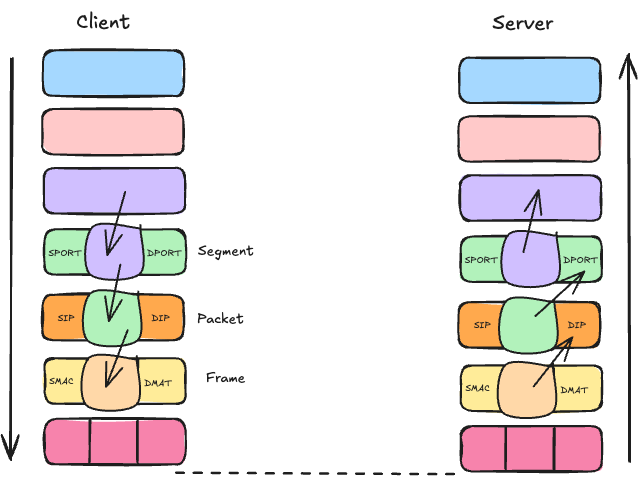 Client
Server
SPORT DPORT Segment
SIP DIP Packet
SMAC DMAT Frame
SPORT DPORT
SIP DIP
SMAC DMAT